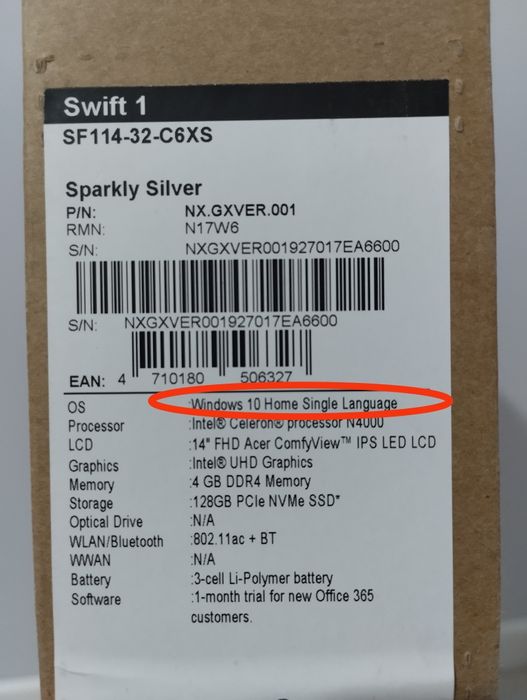 Swift 1
SF114-32-C6XS
Sparkly Silver
P/N: NX.GXVER.001
RMN: N17W6
S/N: NXGXVER001927017EA6600
S/N: NXGXVER001927017EA6600
EAN: 4 710180 506327
OS :Windows 10 Home Single Language
Processor :Intel® Celeron® processor N4000
LCD :14" FHD Acer ComfyView™ IPS LED LCD
Graphics :Intel® UHD Graphics
Memory :4 GB DDR4 Memory
Storage :128GB PCIe NVMe SSD*
Optical Drive :N/A
WLAN/Bluetooth :802.11ac + BT
WWAN :N/A
Battery :3-cell Li-Polymer battery
Software :1-month trial for new Office 365
customers.